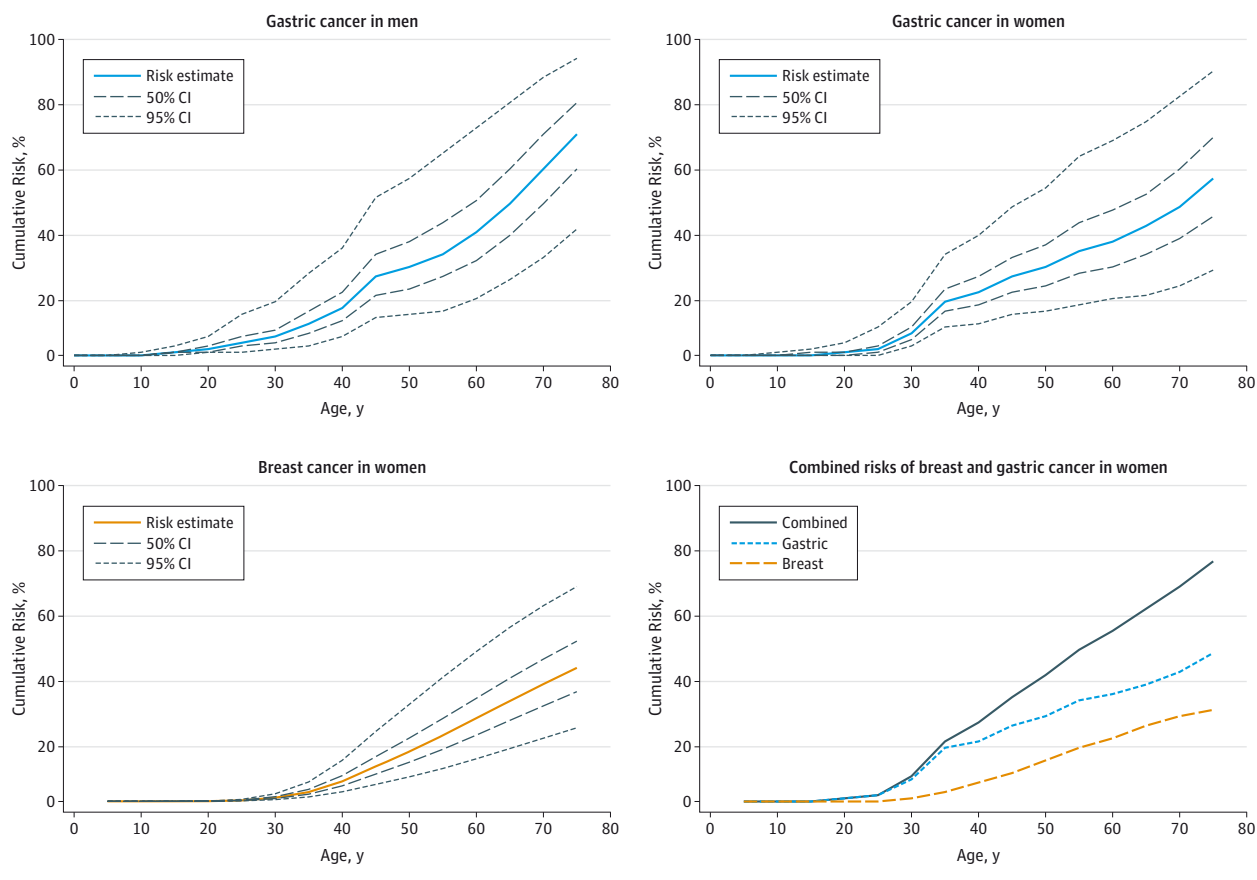 Gastric cancer in men
100
80
60
40
20
0
Cumulative Risk, %
Risk estimate
50% CI
95% CI
0 10 20 30 40 50 60 70 80
Age, y
Gastric cancer in women
100
80
60
40
20
0
Cumulative Risk, %
Risk estimate
50% CI
95% CI
0 10 20 30 40 50 60 70 80
Age, y
Breast cancer in women
100
80
60
40
20
0
Cumulative Risk, %
Risk estimate
50% CI
95% CI
0 10 20 30 40 50 60 70 80
Age, y
Combined risks of breast and gastric cancer in women
100
80
60
40
20
0
Cumulative Risk, %
Combined
Gastric
Breast
0 10 20 30 40 50 60 70 80
Age, y